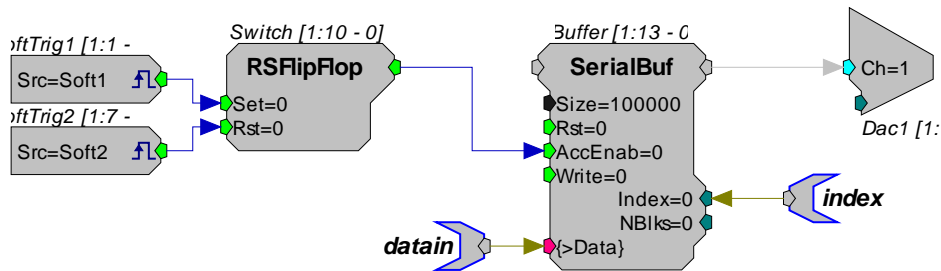 oftTrig1 [1:1 -
Src=Soft1
oftTrig2 [1:7 -
Src=Soft2
Switch [1:10 - 0]
RSFlipFlop
Set=0
Rst=0
Buffer [1:13 - 0
SerialBuf
Size=100000
Rst=0
AccEnab=0
Write=0
Index=0
NBlks=0
{>Data}
datain
index
Ch=1
Dac1 [1: